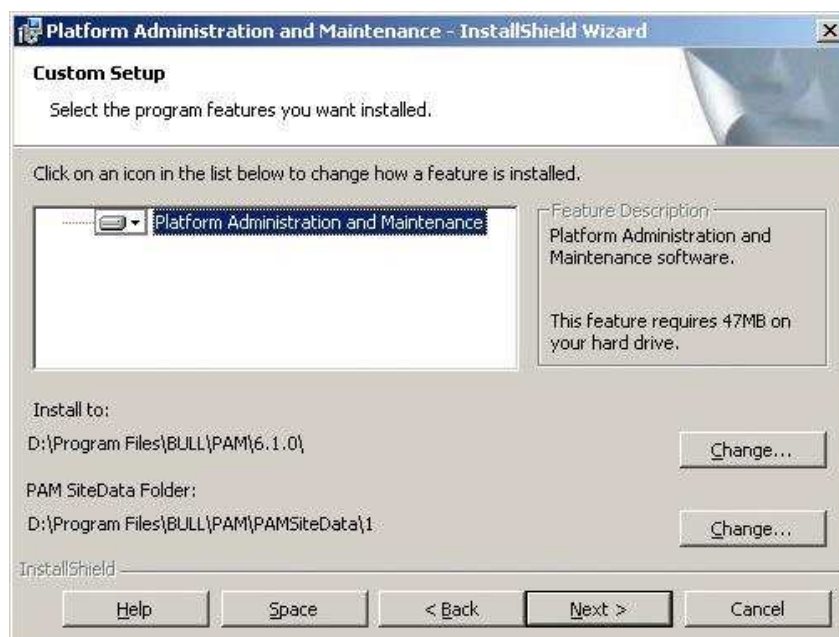 Platform Administration and Maintenance - InstallShield Wizard
Custom Setup
Select the program features you want installed.
Click on an icon in the list below to change how a feature is installed.
Platform Administration and Maintenance
Feature Description
Platform Administration and
Maintenance software.
This feature requires 47MB on
your hard drive.
Install to:
D:\Program Files\BULL\PAM\6.1.0\
Change...
PAM SiteData Folder:
D:\Program Files\BULL\PAM\PAMSiteData\1
Change...
InstallShield
Help
Space
< Back
Next >
Cancel